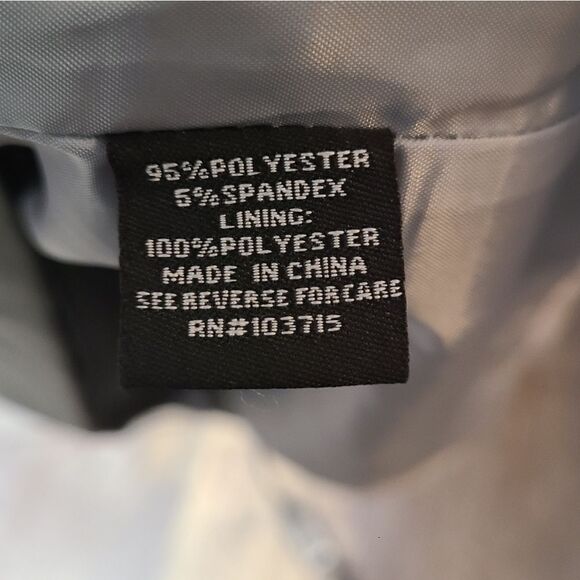 95%POLYESTER
5%SPANDEX
LINING:
100%POLYESTER
MADE IN CHINA
SEE REVERSE FOR CARE
RN#103715